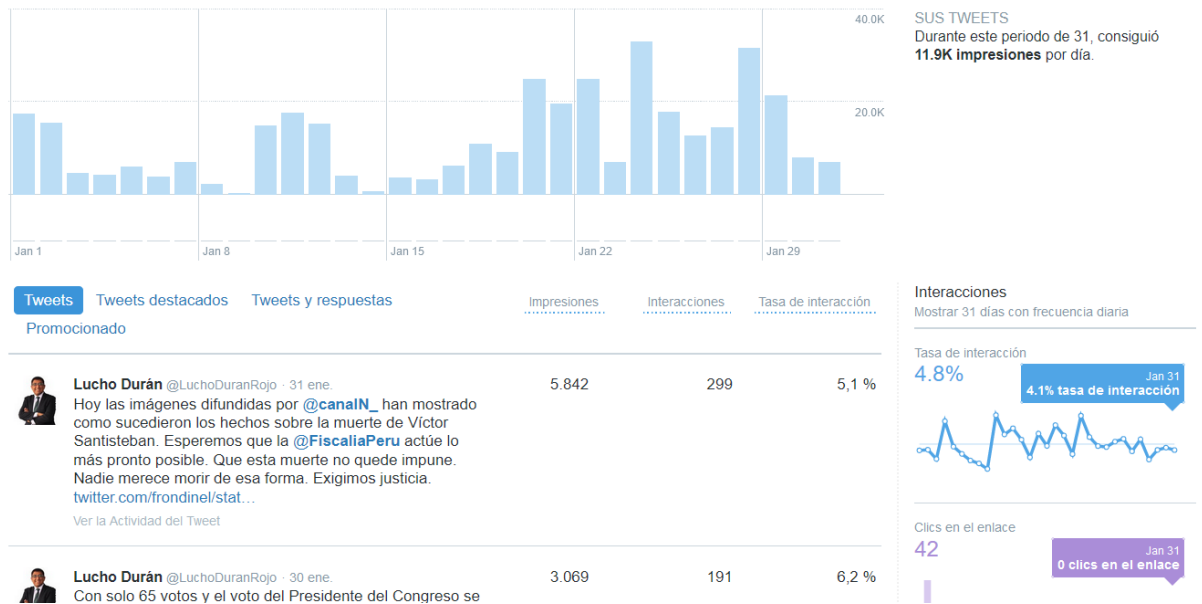 40.0K
20.0K
Jan 1
Jan 8
Jan 15
Jan 22
Jan 29
SUS TWEETS
Durante este periodo de 31, consiguió
11.9K impresiones por día.
Tweets
Tweets destacados
Tweets y respuestas
Promocionado
Impresiones
Interacciones
Tasa de interacción
Lucho Durán @LuchoDuranRojo · 31 ene.
Hoy las imágenes difundidas por @canalN_ han mostrado
como sucedieron los hechos sobre la muerte de Víctor
Santisteban. Esperemos que la @FiscaliaPeru actúe lo
más pronto posible. Que esta muerte no quede impune.
Nadie merece morir de esa forma. Exigimos justicia.
twitter.com/frondinel/stat…
Ver la Actividad del Tweet
5.842
299
5,1 %
Lucho Durán @LuchoDuranRojo · 30 ene.
Con solo 65 votos y el voto del Presidente del Congreso se
3.069
191
6,2 %
Interacciones
Mostrar 31 días con frecuencia diaria
Tasa de interacción
4.8%
Jan 31
4.1% tasa de interacción
Clics en el enlace
42
Jan 31
0 clics en el enlace